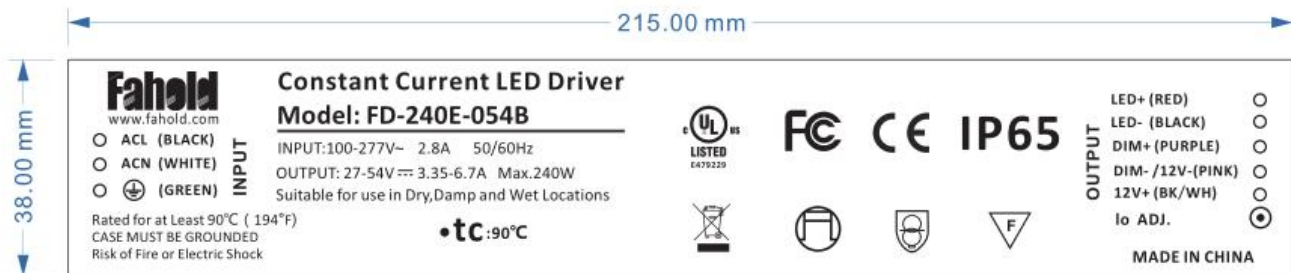 215.00 mm
38.00 mm
Fahold
www.fahold.com
ACL (BLACK)
ACN (WHITE)
(GREEN)
INPUT
Rated for at Least 90℃ ( 194°F)
CASE MUST BE GROUNDED
Risk of Fire or Electric Shock
Constant Current LED Driver
Model: FD-240E-054B
INPUT:100-277V~ 2.8A 50/60Hz
OUTPUT: 27-54V⎓ 3.35-6.7A Max.240W
Suitable for use in Dry,Damp and Wet Locations
•tc:90℃
c UL US
LISTED
E479229
FC
CE
IP65
F
OUTPUT
LED+ (RED)
LED- (BLACK)
DIM+ (PURPLE)
DIM- /12V-(PINK)
12V+ (BK/WH)
Io ADJ.
MADE IN CHINA